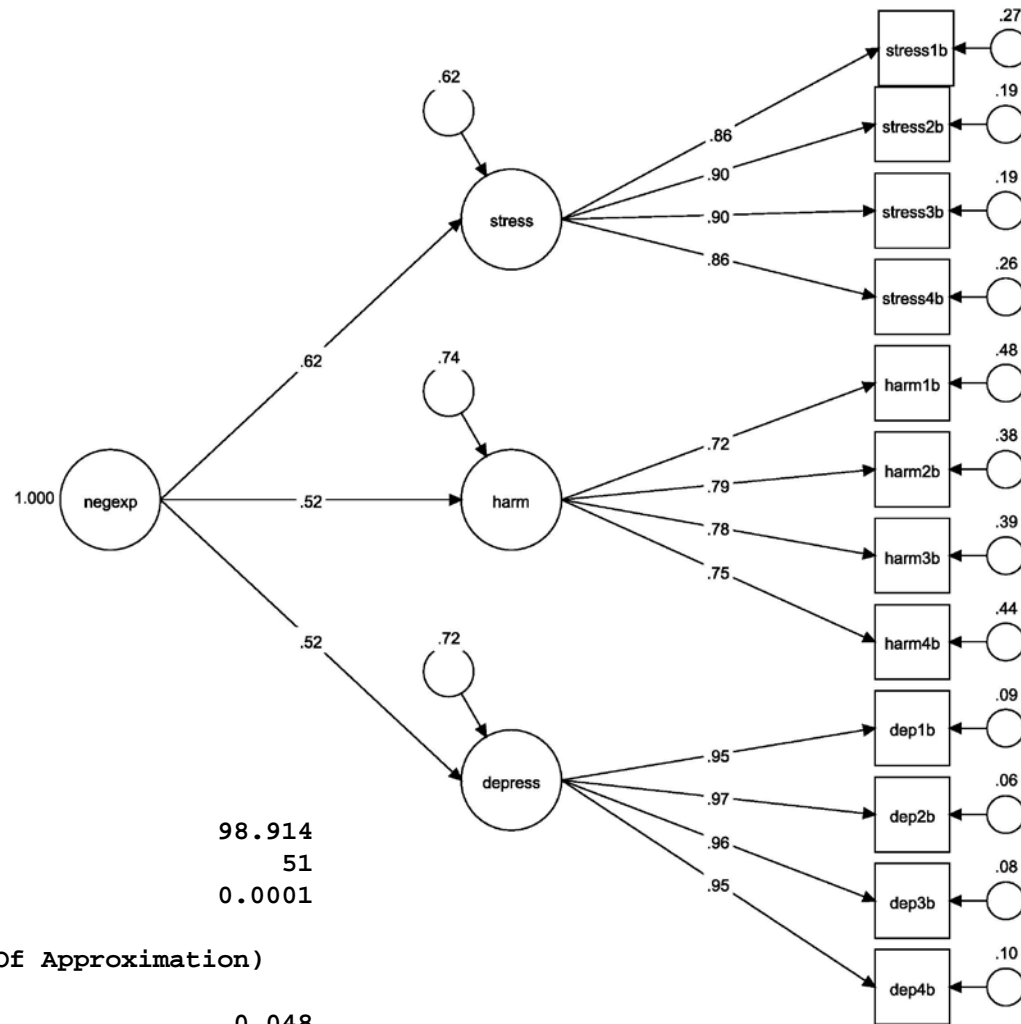 .27
stress1b
.19
.62
stress2b
.86
.90
.19
stress
.90
stress3b
.86
.26
stress4b
.62
.74
.48
harm1b
.72
.38
.79
harm2b
1.000
negexp
.52
harm
.78
.39
harm3b
.75
.44
.52
.72
harm4b
.09
dep1b
.95
depress
.97
.06
dep2b
98.914
51
.96
.08
0.0001
.95
dep3b
Of Approximation)
.10
dep4b